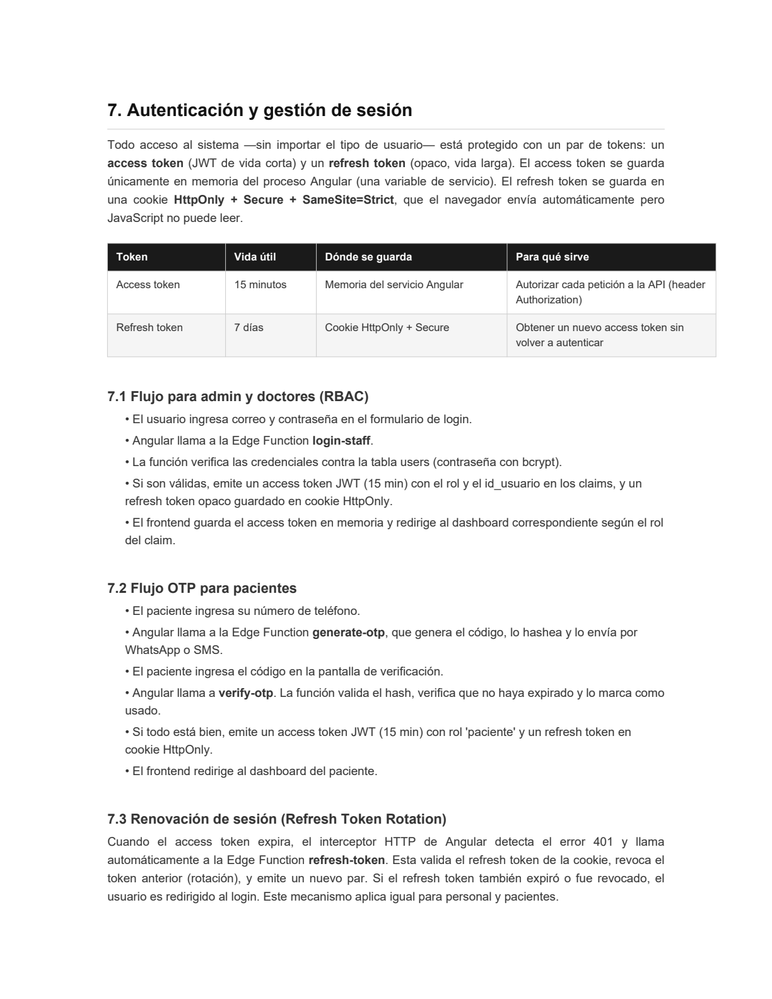 7. Autenticación y gestión de sesión
Todo acceso al sistema —sin importar el tipo de usuario— está protegido con un par de tokens: un
access token (JWT de vida corta) y un refresh token (opaco, vida larga). El access token se guarda
únicamente en memoria del proceso Angular (una variable de servicio). El refresh token se guarda en
una cookie HttpOnly + Secure + SameSite=Strict, que el navegador envía automáticamente pero
JavaScript no puede leer.
Token Vida útil Dónde se guarda Para qué sirve
Access token 15 minutos Memoria del servicio Angular Autorizar cada petición a la API (header
Authorization)
Refresh token 7 días Cookie HttpOnly + Secure Obtener un nuevo access token sin
volver a autenticar
7.1 Flujo para admin y doctores (RBAC)
• El usuario ingresa correo y contraseña en el formulario de login.
• Angular llama a la Edge Function login-staff.
• La función verifica las credenciales contra la tabla users (contraseña con bcrypt).
• Si son válidas, emite un access token JWT (15 min) con el rol y el id_usuario en los claims, y un
refresh token opaco guardado en cookie HttpOnly.
• El frontend guarda el access token en memoria y redirige al dashboard correspondiente según el rol
del claim.
7.2 Flujo OTP para pacientes
• El paciente ingresa su número de teléfono.
• Angular llama a la Edge Function generate-otp, que genera el código, lo hashea y lo envía por
WhatsApp o SMS.
• El paciente ingresa el código en la pantalla de verificación.
• Angular llama a verify-otp. La función valida el hash, verifica que no haya expirado y lo marca como
usado.
• Si todo está bien, emite un access token JWT (15 min) con rol 'paciente' y un refresh token en
cookie HttpOnly.
• El frontend redirige al dashboard del paciente.
7.3 Renovación de sesión (Refresh Token Rotation)
Cuando el access token expira, el interceptor HTTP de Angular detecta el error 401 y llama
automáticamente a la Edge Function refresh-token. Esta valida el refresh token de la cookie, revoca el
token anterior (rotación), y emite un nuevo par. Si el refresh token también expiró o fue revocado, el
usuario es redirigido al login. Este mecanismo aplica igual para personal y pacientes.